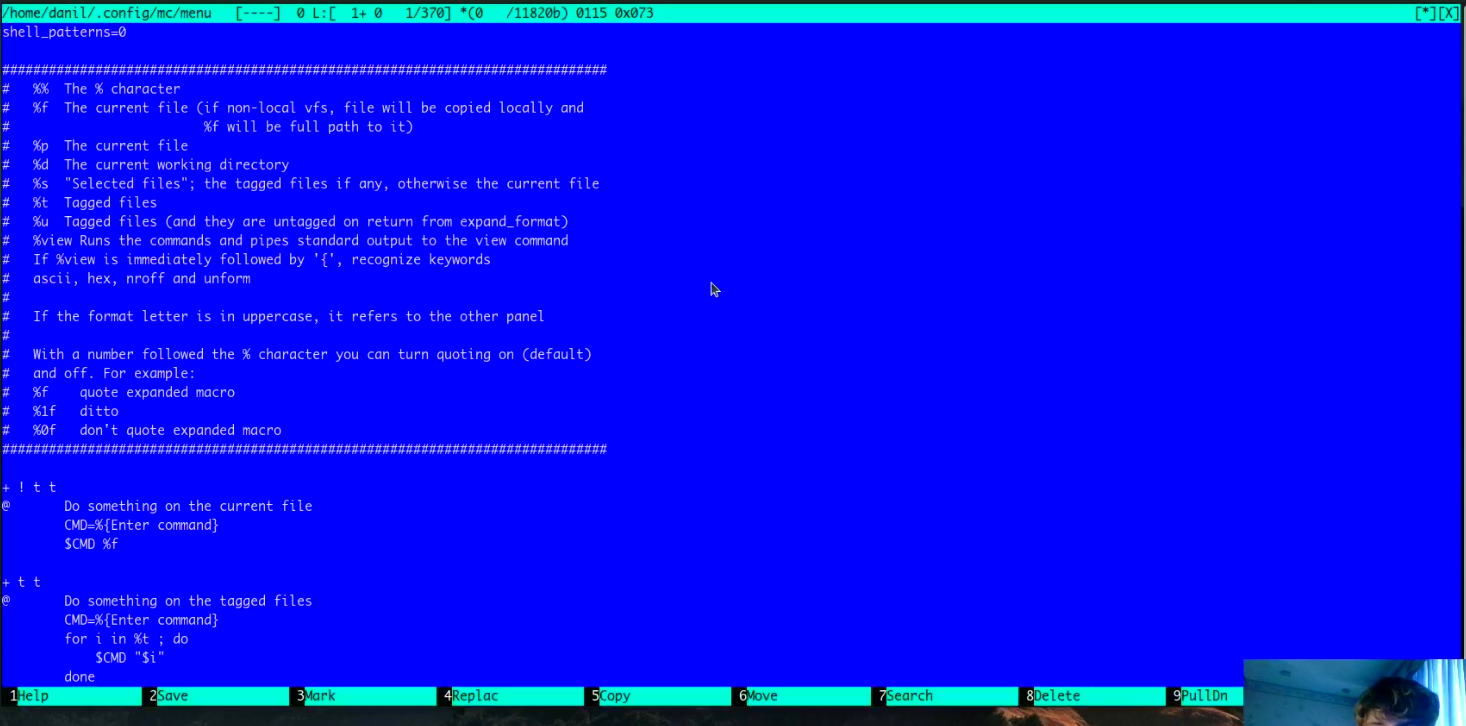 /home/danil/.config/mc/menu   [----]  0 L:[  1+ 0   1/370] *(0   /11820b) 0115 0x073 [*][X]
shell_patterns=0
##############################################################################
#   %%  The % character
#   %f  The current file (if non-local vfs, file will be copied locally and
#                         %f will be full path to it)
#   %p  The current file
#   %d  The current working directory
#   %s  "Selected files"; the tagged files if any, otherwise the current file
#   %t  Tagged files
#   %u  Tagged files (and they are untagged on return from expand_format)
#   %view Runs the commands and pipes standard output to the view command
#   If %view is immediately followed by '{', recognize keywords
#   ascii, hex, nroff and unform
#
#   If the format letter is in uppercase, it refers to the other panel
#
#   With a number followed the % character you can turn quoting on (default)
#   and off. For example:
#   %f    quote expanded macro
#   %1f   ditto
#   %0f   don't quote expanded macro
##############################################################################
+ ! t t
@       Do something on the current file
        CMD=%{Enter command}
        $CMD %f
+ t t
@       Do something on the tagged files
        CMD=%{Enter command}
        for i in %t ; do
            $CMD "$i"
        done
1Help 2Save 3Mark 4Replac 5Copy 6Move 7Search 8Delete 9PullDn